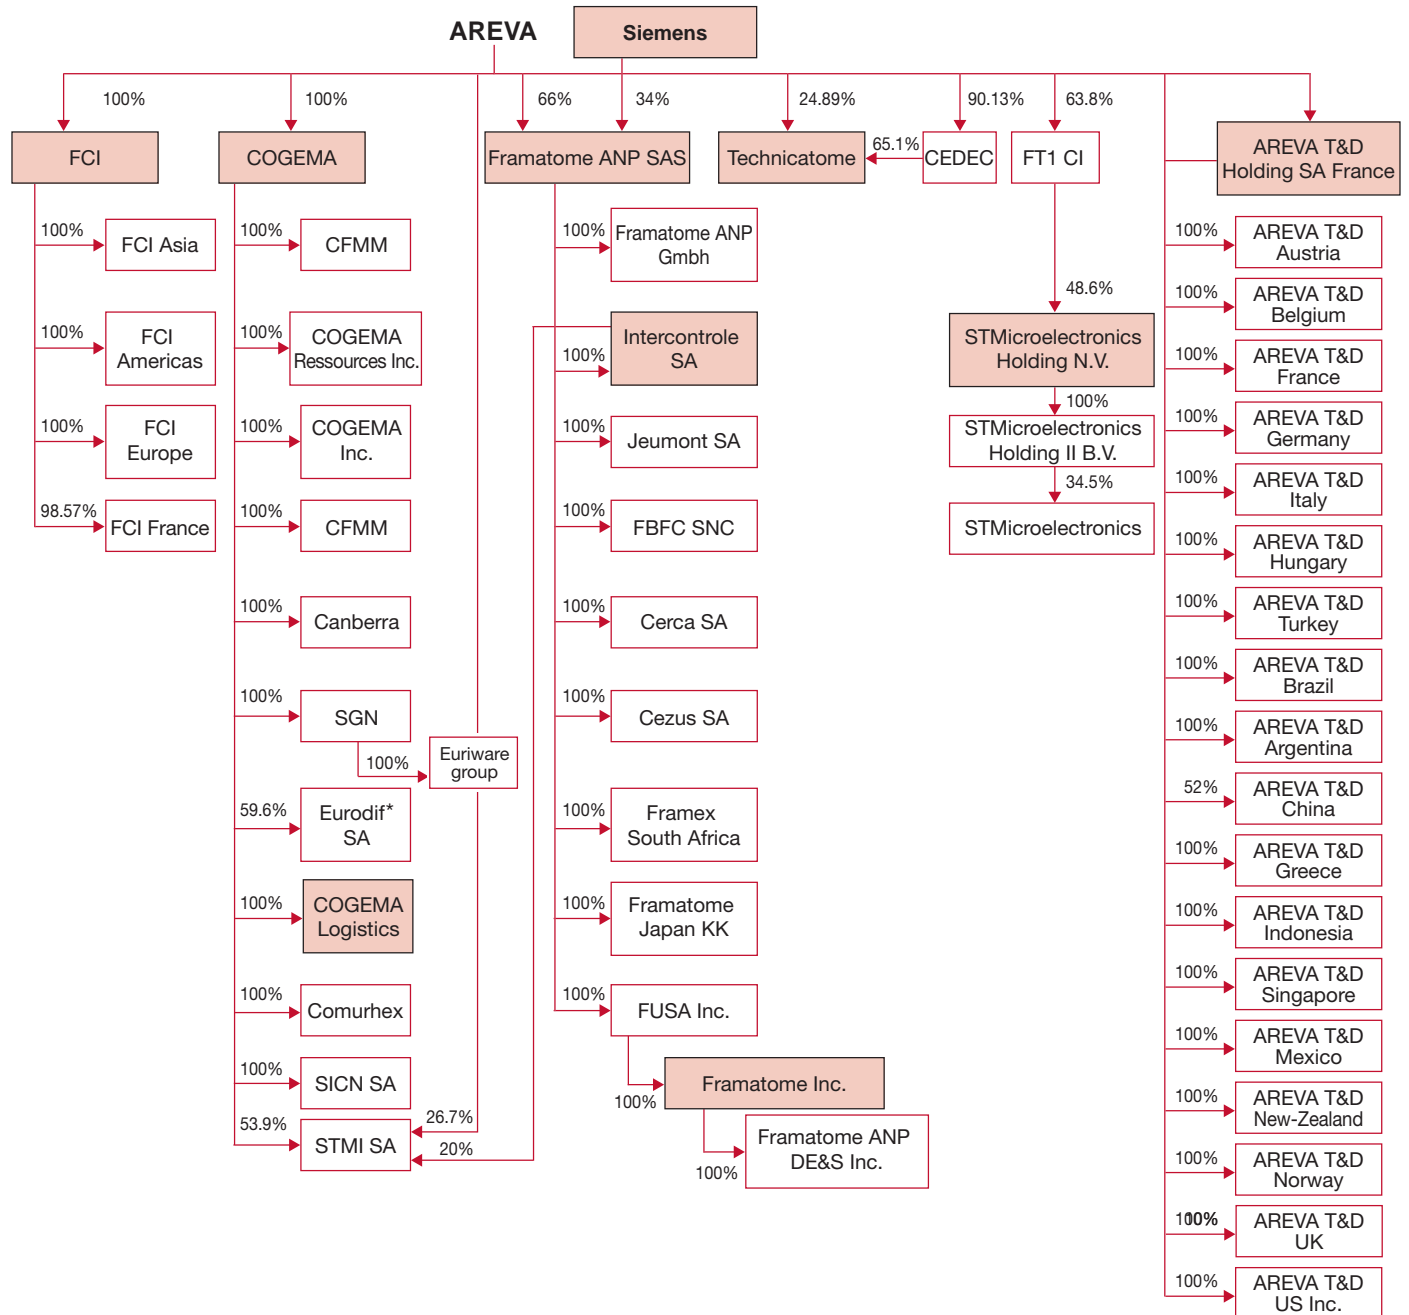 AREVA
Siemens
100%
100%
66%
34%
24.89%
90.13%
63.8%
FCI
COGEMA
Framatome ANP SAS
Technicatome
65.1%
CEDEC
FT1 CI
AREVA T&D
Holding SA France
100%
FCI Asia
100%
FCI
Americas
100%
FCI
Europe
98.57%
FCI France
100%
CFMM
100%
COGEMA
Ressources Inc.
100%
COGEMA
Inc.
100%
CFMM
100%
Canberra
100%
SGN
100%
Euriware
group
59.6%
Eurodif*
SA
100%
COGEMA
Logistics
100%
Comurhex
100%
SICN SA
53.9%
STMI SA
26.7%
20%
100%
Framatome ANP
Gmbh
100%
Intercontrole
SA
100%
Jeumont SA
100%
FBFC SNC
100%
Cerca SA
100%
Cezus SA
100%
Framex
South Africa
100%
Framatome
Japan KK
100%
FUSA Inc.
100%
Framatome Inc.
100%
Framatome ANP
DE&S Inc.
48.6%
STMicroelectronics
Holding N.V.
100%
STMicroelectronics
Holding II B.V.
34.5%
STMicroelectronics
100%
AREVA T&D
Austria
100%
AREVA T&D
Belgium
100%
AREVA T&D
France
100%
AREVA T&D
Germany
100%
AREVA T&D
Italy
100%
AREVA T&D
Hungary
100%
AREVA T&D
Turkey
100%
AREVA T&D
Brazil
100%
AREVA T&D
Argentina
52%
AREVA T&D
China
100%
AREVA T&D
Greece
100%
AREVA T&D
Indonesia
100%
AREVA T&D
Singapore
100%
AREVA T&D
Mexico
100%
AREVA T&D
New-Zealand
100%
AREVA T&D
Norway
100%
AREVA T&D
UK
100%
AREVA T&D
US Inc.